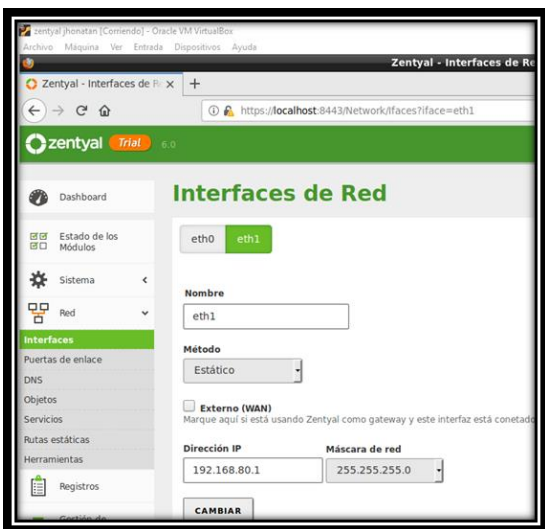 zentyal jhonatan [Corriendo] - Oracle VM VirtualBox
Archivo Máquina Ver Entrada Dispositivos Ayuda
Zentyal - Interfaces de Re
Zentyal - Interfaces de R
https://localhost:8443/Network/Ifaces?iface=eth1
zentyal Trial 6.0
Interfaces de Red
Dashboard
Estado de los
Módulos
Sistema
Red
Interfaces
Puertas de enlace
DNS
Objetos
Servicios
Rutas estáticas
Herramientas
Registros
Gestión de
eth0 eth1
Nombre
eth1
Método
Estático
Externo (WAN)
Marque aquí si está usando Zentyal como gateway y este interfaz está conetado
Dirección IP Máscara de red
192.168.80.1 255.255.255.0
CAMBIAR